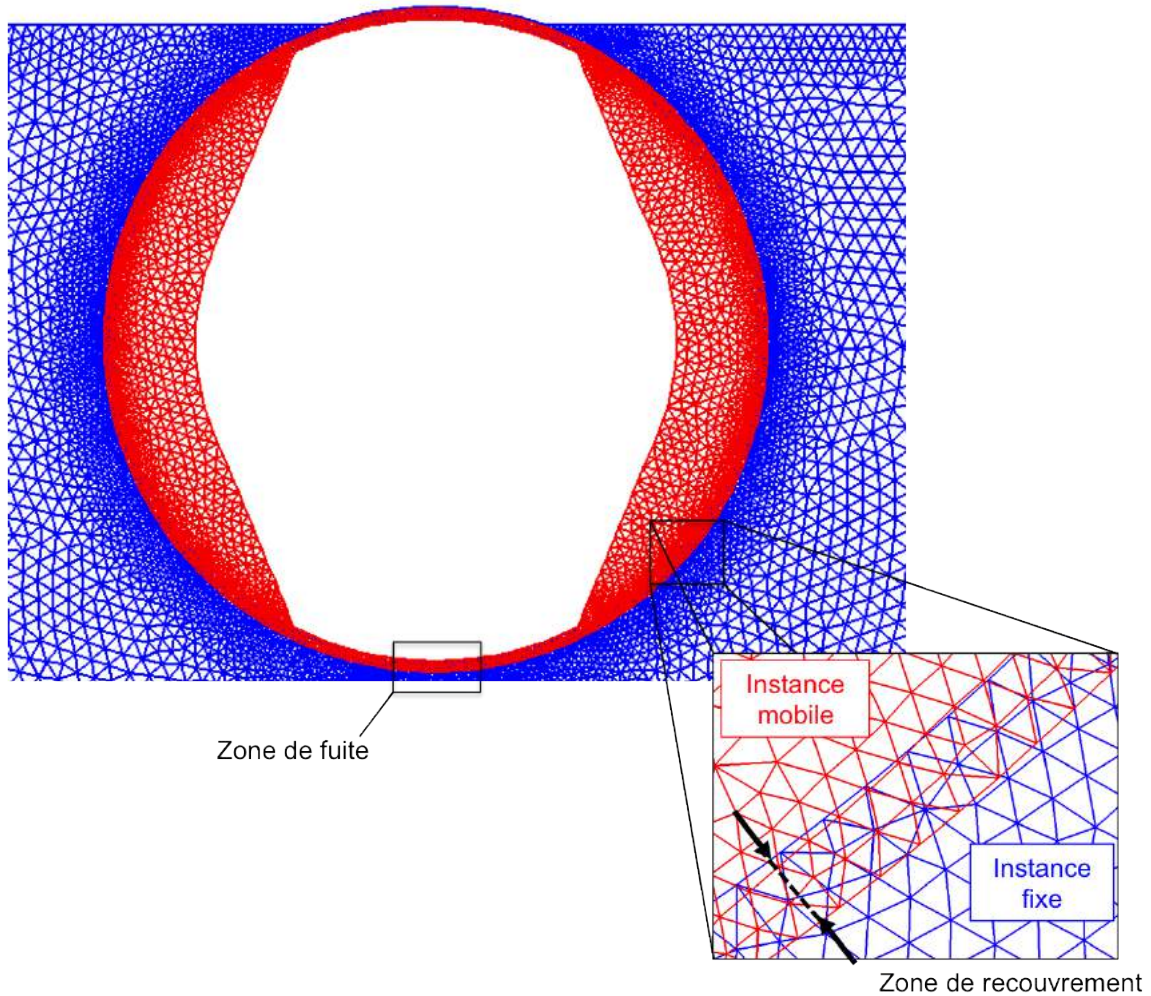 Zone de fuite
Instance
mobile
Instance
fixe
Zone de recouvrement